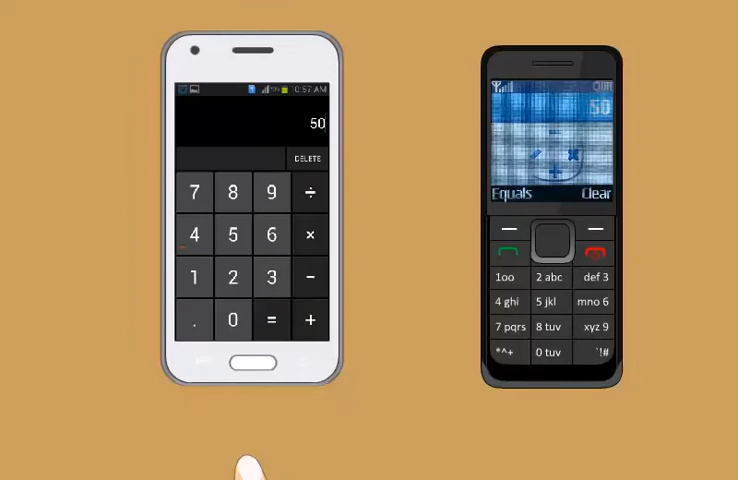 0:57 AM
50
DELETE
7 8 9 ÷
4 5 6 ×
1 2 3 −
. 0 = +
50
Equals Clear
1oo 2 abc def 3
4 ghi 5 jkl mno 6
7 pqrs 8 tuv xyz 9
*^+ 0 tuv `!#